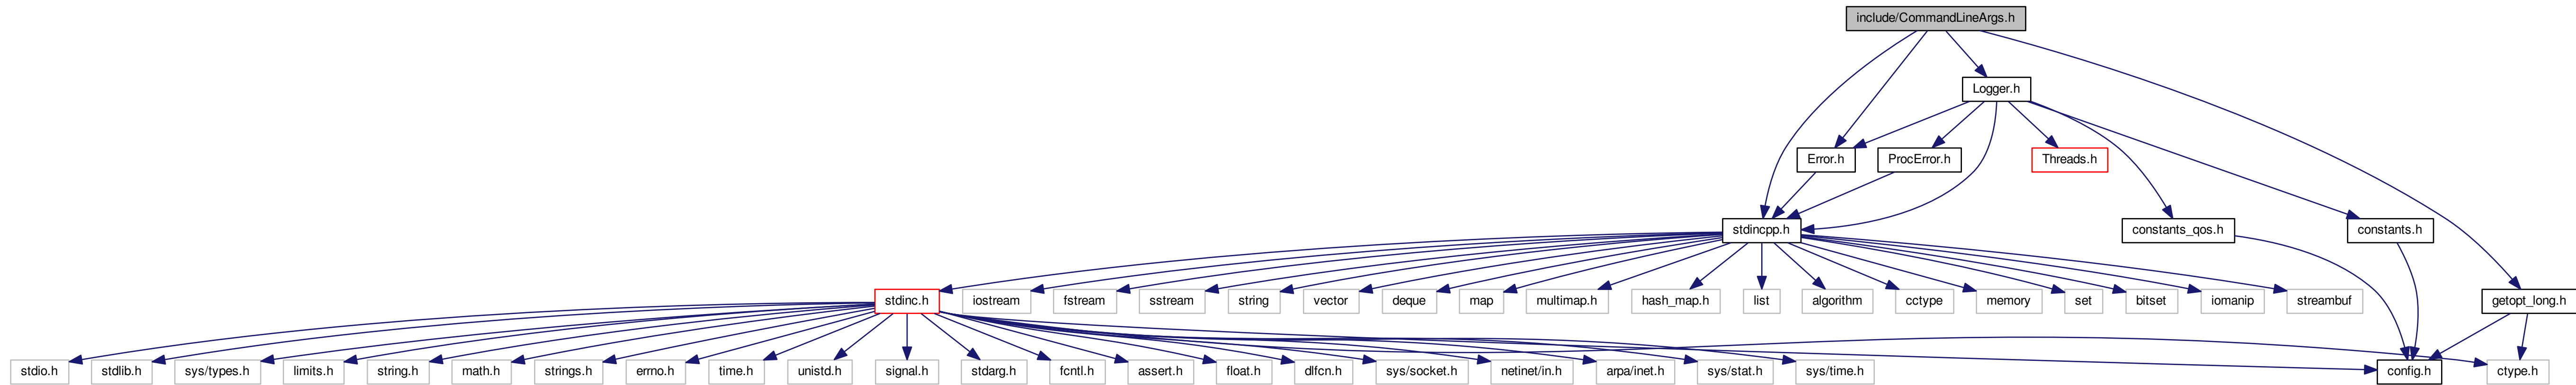 include/CommandLineArgs.h
Logger.h
Error.h
ProcError.h
Threads.h
stdincpp.h
constants_qos.h
constants.h
stdinc.h
iostream
fstream
sstream
string
vector
deque
map
multimap.h
hash_map.h
list
algorithm
cctype
memory
set
bitset
iomanip
streambuf
getopt_long.h
stdio.h
stdlib.h
sys/types.h
limits.h
string.h
math.h
strings.h
errno.h
time.h
unistd.h
signal.h
stdarg.h
fcntl.h
assert.h
float.h
dlfcn.h
sys/socket.h
netinet/in.h
arpa/inet.h
sys/stat.h
sys/time.h
config.h
ctype.h